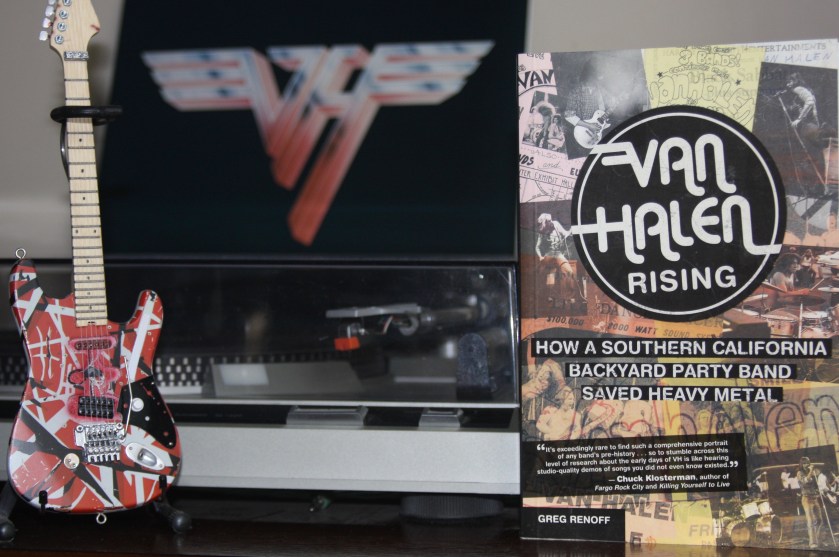 VH
VAN
HALEN
RISING
HOW A SOUTHERN CALIFORNIA
BACKYARD PARTY BAND
SAVED HEAVY METAL
“It’s exceedingly rare to find such a comprehensive portrait
of any band’s pre-history . . . so to stumble across this
level of research about the early days of VH is like hearing
studio-quality demos of songs you did not even know existed.”
— Chuck Klosterman, author of
Fargo Rock City and Killing Yourself to Live
GREG RENOFF
VAN HALEN